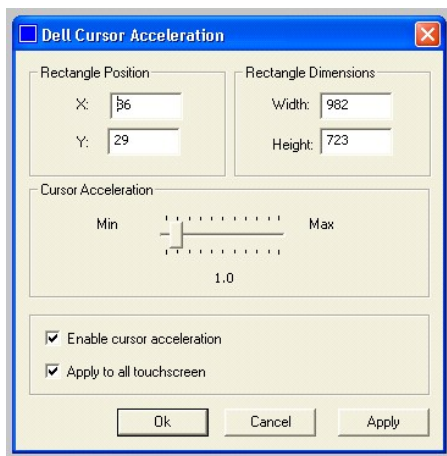 Dell Cursor Acceleration
Rectangle Position
X: 36
Y: 29
Rectangle Dimensions
Width: 982
Height: 723
Cursor Acceleration
Min Max
1.0
Enable cursor acceleration
Apply to all touchscreen
Ok Cancel Apply